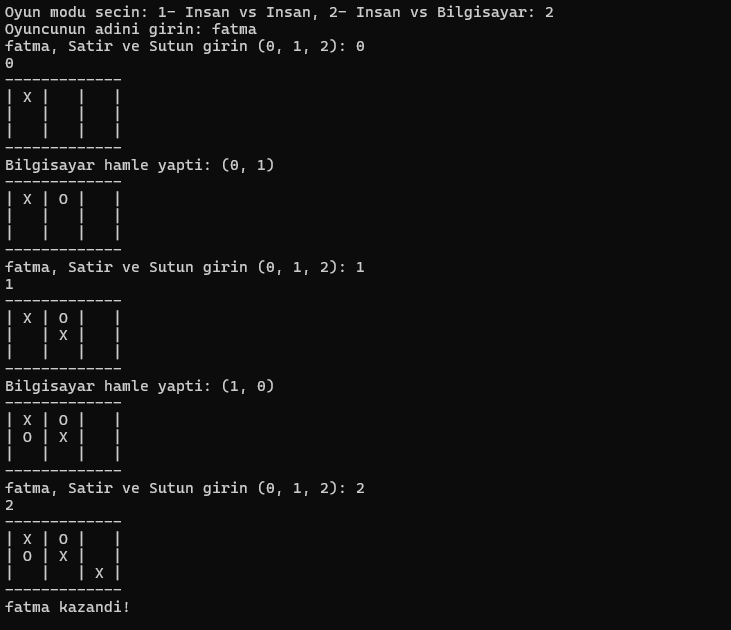 Oyun modu secin: 1- Insan vs Insan, 2- Insan vs Bilgisayar: 2
Oyuncunun adini girin: fatma
fatma, Satir ve Sutun girin (0, 1, 2): 0
0
-------------
| X |   |   |
|   |   |   |
|   |   |   |
-------------
Bilgisayar hamle yapti: (0, 1)
-------------
| X | O |   |
|   |   |   |
|   |   |   |
-------------
fatma, Satir ve Sutun girin (0, 1, 2): 1
1
-------------
| X | O |   |
|   | X |   |
|   |   |   |
-------------
Bilgisayar hamle yapti: (1, 0)
-------------
| X | O |   |
| O | X |   |
|   |   |   |
-------------
fatma, Satir ve Sutun girin (0, 1, 2): 2
2
-------------
| X | O |   |
| O | X |   |
|   |   | X |
-------------
fatma kazandi!